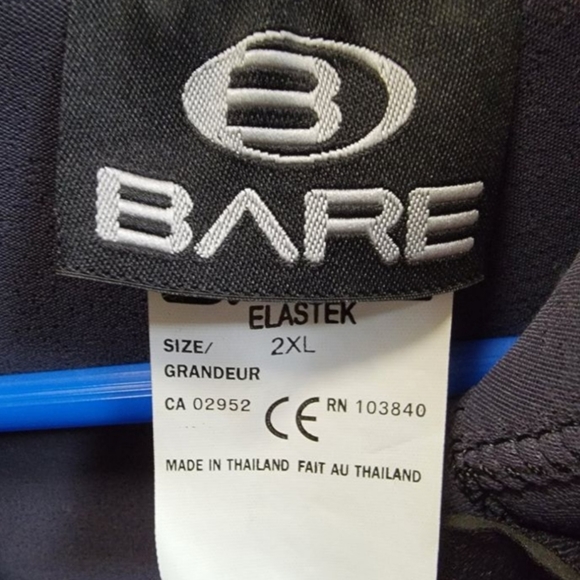 B
BARE
ELASTEK
SIZE/ 2XL
GRANDEUR
CA 02952 CE RN 103840
MADE IN THAILAND FAIT AU THAILAND